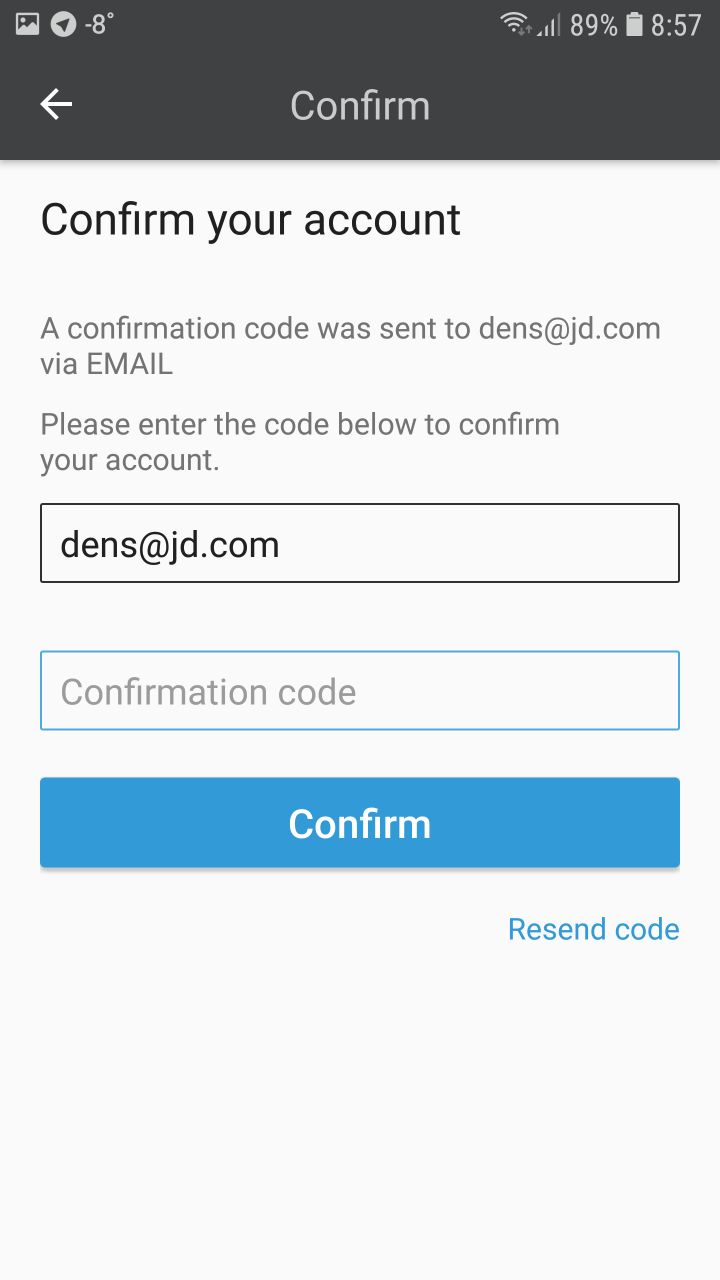 -8° 89% 8:57
Confirm
Confirm your account
A confirmation code was sent to dens@jd.com
via EMAIL
Please enter the code below to confirm
your account.
dens@jd.com
Confirmation code
Confirm
Resend code